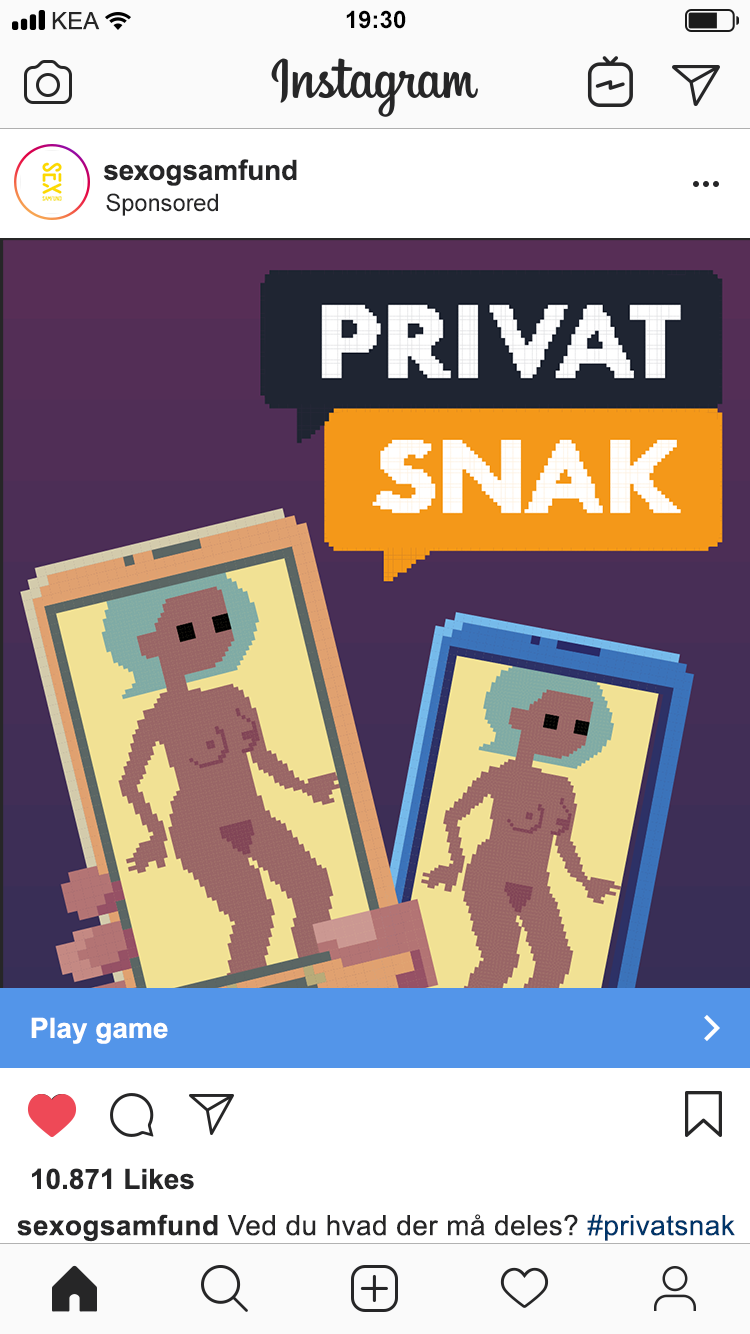 KEA 19:30
Instagram
SEX
SAMFUND
sexogsamfund
Sponsored
PRIVAT
SNAK
Play game
10.871 Likes
sexogsamfund Ved du hvad der må deles? #privatsnak